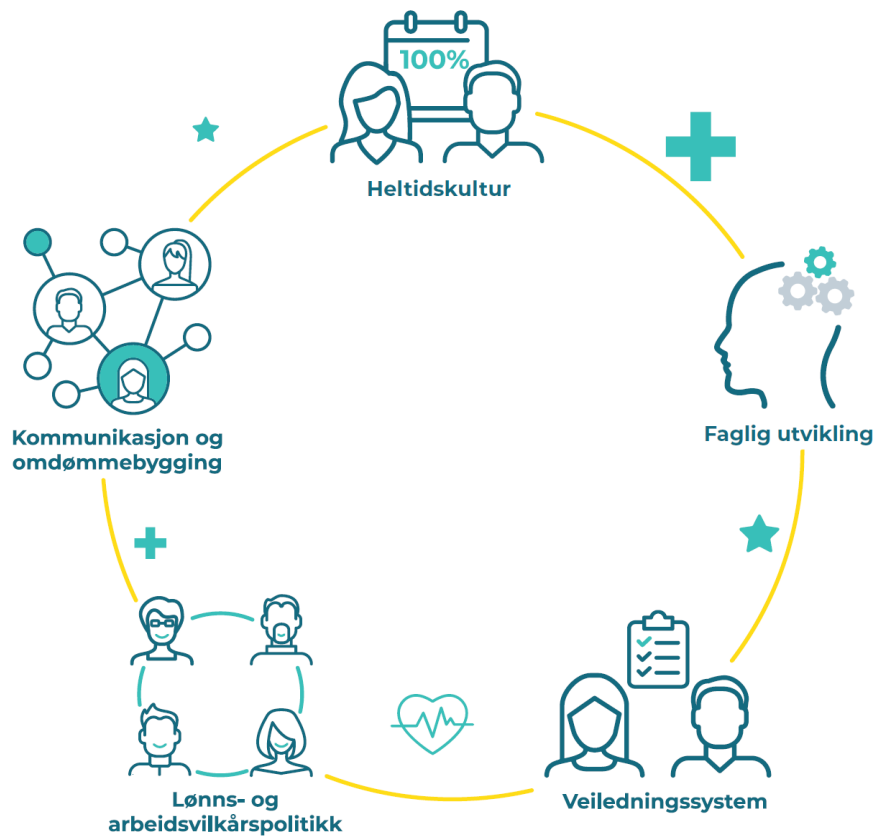 100%
Heltidskultur
Faglig utvikling
Veiledningssystem
Lønns- og
arbeidsvilkårspolitikk
Kommunikasjon og
omdømmebygging